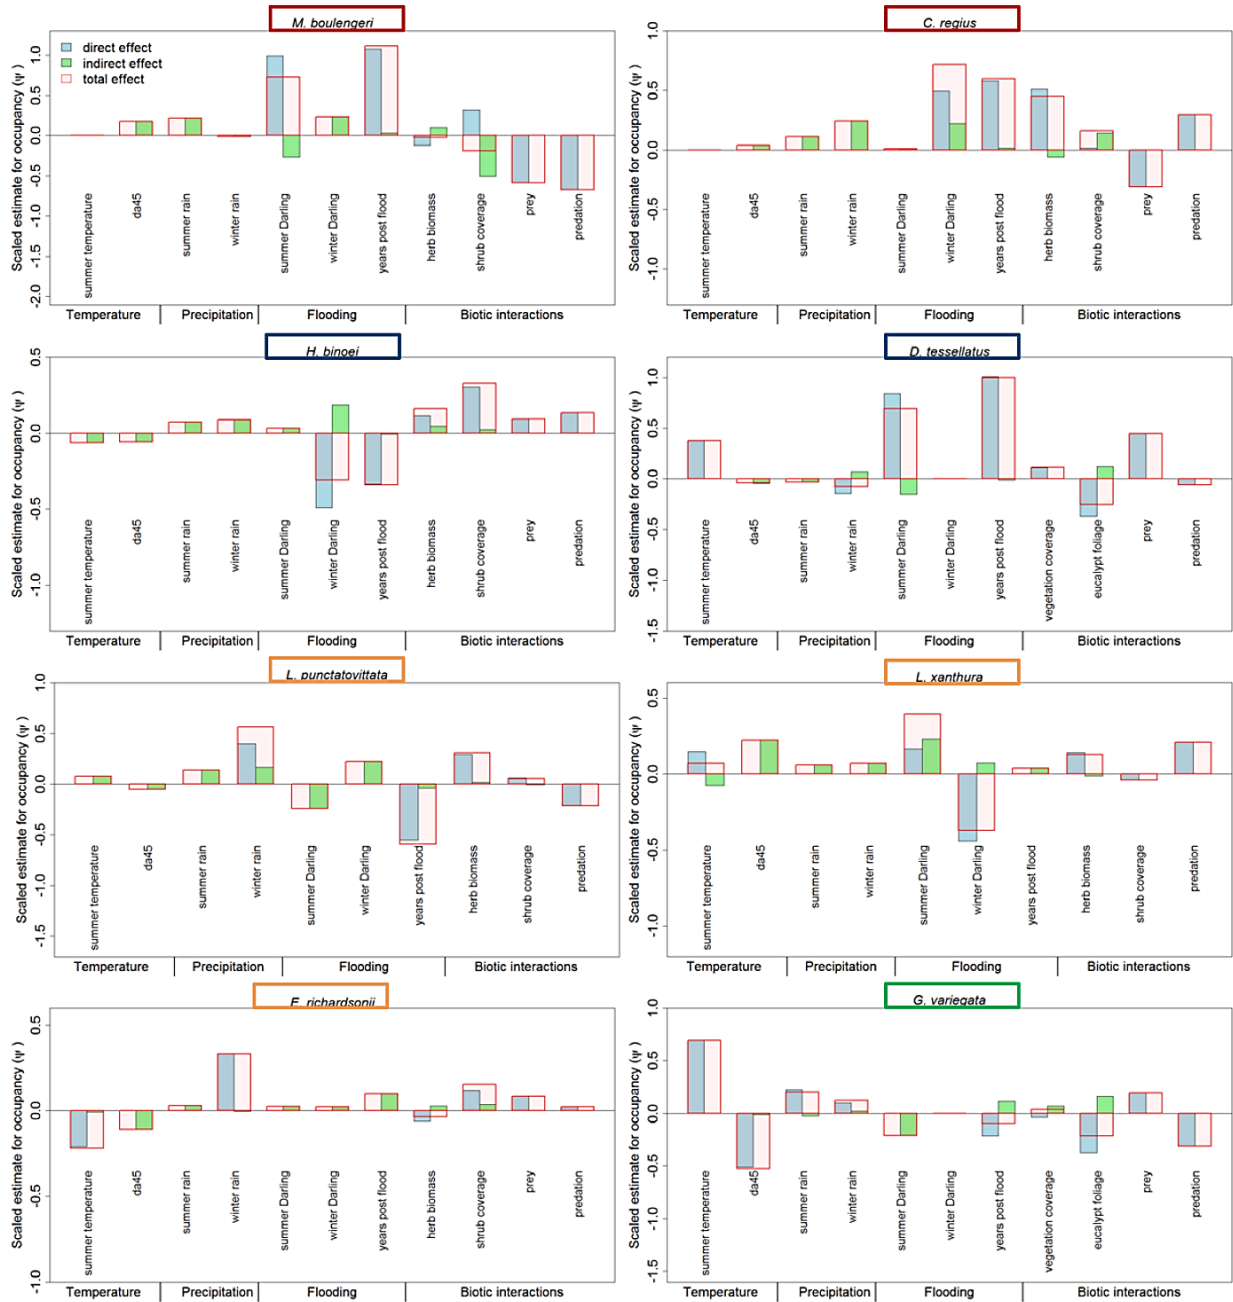 M. boulengeri
direct effect
indirect effect
total effect
Scaled estimate for occupancy (ψ )
1.0
0.5
0.0
-0.5
-1.0
-1.5
-2.0
summer temperature
da45
summer rain
winter rain
summer Darling
winter Darling
years post flood
herb biomass
shrub coverage
prey
predation
Temperature
Precipitation
Flooding
Biotic interactions
C. regius
Scaled estimate for occupancy (ψ )
1.0
0.5
0.0
-0.5
-1.0
summer temperature
da45
summer rain
winter rain
summer Darling
winter Darling
years post flood
herb biomass
shrub coverage
prey
predation
Temperature
Precipitation
Flooding
Biotic interactions
H. binoei
Scaled estimate for occupancy (ψ )
0.5
0.0
-0.5
-1.0
summer temperature
da45
summer rain
winter rain
summer Darling
winter Darling
years post flood
herb biomass
shrub coverage
prey
predation
Temperature
Precipitation
Flooding
Biotic interactions
D. tessellatus
Scaled estimate for occupancy (ψ )
1.0
0.5
0.0
-0.5
-1.0
-1.5
summer temperature
da45
summer rain
winter rain
summer Darling
winter Darling
years post flood
vegetation coverage
eucalypt foliage
prey
predation
Temperature
Precipitation
Flooding
Biotic interactions
L. punctatovittata
Scaled estimate for occupancy (ψ )
1.0
0.5
0.0
-0.5
-1.0
-1.5
summer temperature
da45
summer rain
winter rain
summer Darling
winter Darling
years post flood
herb biomass
shrub coverage
predation
Temperature
Precipitation
Flooding
Biotic interactions
L. xanthura
Scaled estimate for occupancy (ψ )
0.5
0.0
-0.5
-1.0
summer temperature
da45
summer rain
winter rain
summer Darling
winter Darling
years post flood
herb biomass
shrub coverage
predation
Temperature
Precipitation
Flooding
Biotic interactions
E. richardsonii
Scaled estimate for occupancy (ψ )
0.5
0.0
-0.5
-1.0
summer temperature
da45
summer rain
winter rain
summer Darling
winter Darling
years post flood
herb biomass
shrub coverage
prey
predation
Temperature
Precipitation
Flooding
Biotic interactions
G. variegata
Scaled estimate for occupancy (ψ )
1.0
0.5
0.0
-0.5
-1.0
-1.5
summer temperature
da45
summer rain
winter rain
summer Darling
winter Darling
years post flood
vegetation coverage
eucalypt foliage
prey
predation
Temperature
Precipitation
Flooding
Biotic interactions